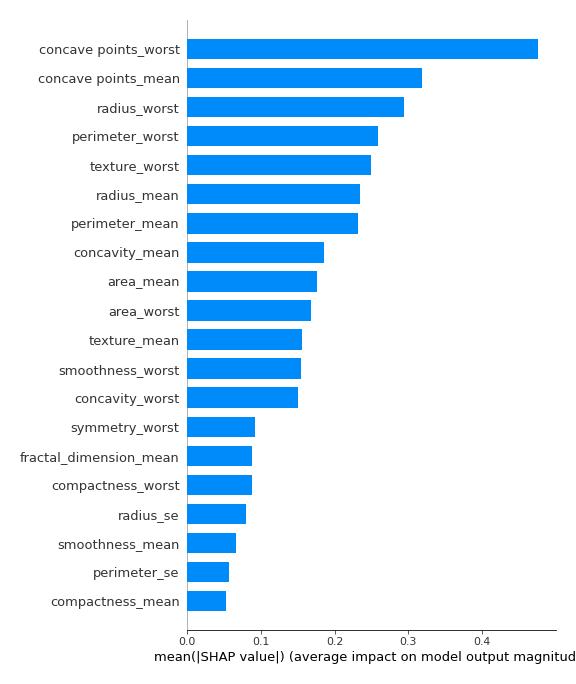 concave points_worst
concave points_mean
radius_worst
perimeter_worst
texture_worst
radius_mean
perimeter_mean
concavity_mean
area_mean
area_worst
texture_mean
smoothness_worst
concavity_worst
symmetry_worst
fractal_dimension_mean
compactness_worst
radius_se
smoothness_mean
perimeter_se
compactness_mean
0.0 0.1 0.2 0.3 0.4
mean(|SHAP value|) (average impact on model output magnitud